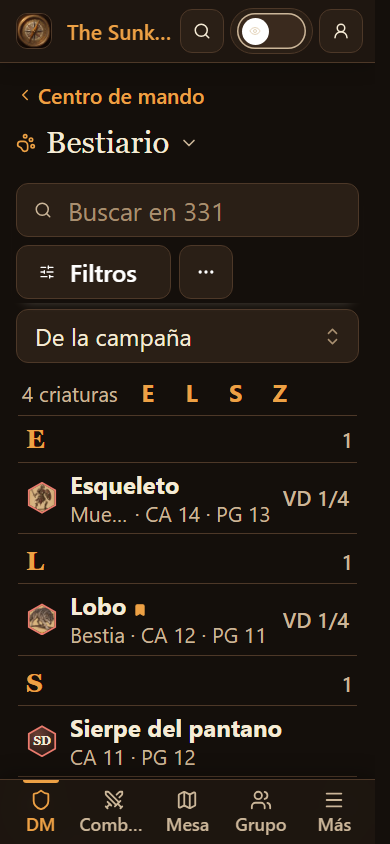 The Sunk...
Centro de mando
Bestiario
Buscar en 331
Filtros
...
De la campaña
4 criaturas E L S Z
E 1
Esqueleto
VD 1/4
Mue... · CA 14 · PG 13
L 1
Lobo
VD 1/4
Bestia · CA 12 · PG 11
S 1
SD
Sierpe del pantano
CA 11 · PG 12
DM Comb... Mesa Grupo Más